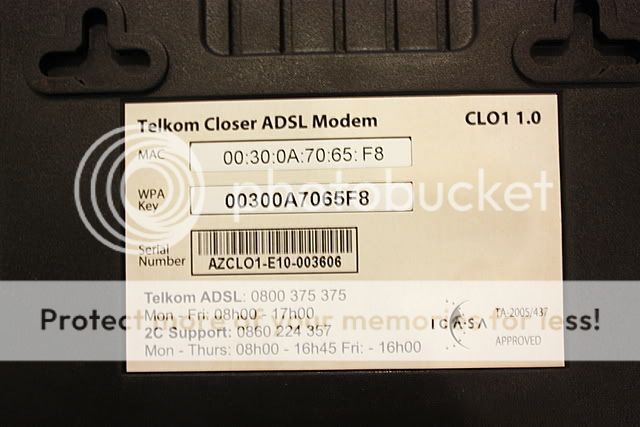 Telkom Closer ADSL Modem CLO1 1.0
MAC 00:30:0A:70:65:F8
WPA Key 00300A7065F8
Serial Number AZCLO1-E10-003606
Telkom ADSL: 0800 375 375
Mon - Fri: 08h00 - 17h00
2C Support: 0860 224 357
Mon - Thurs: 08h00 - 16h45 Fri: - 16h00
ICASA TA-2005/437
APPROVED
photobucket
Protect more of your memories for less!